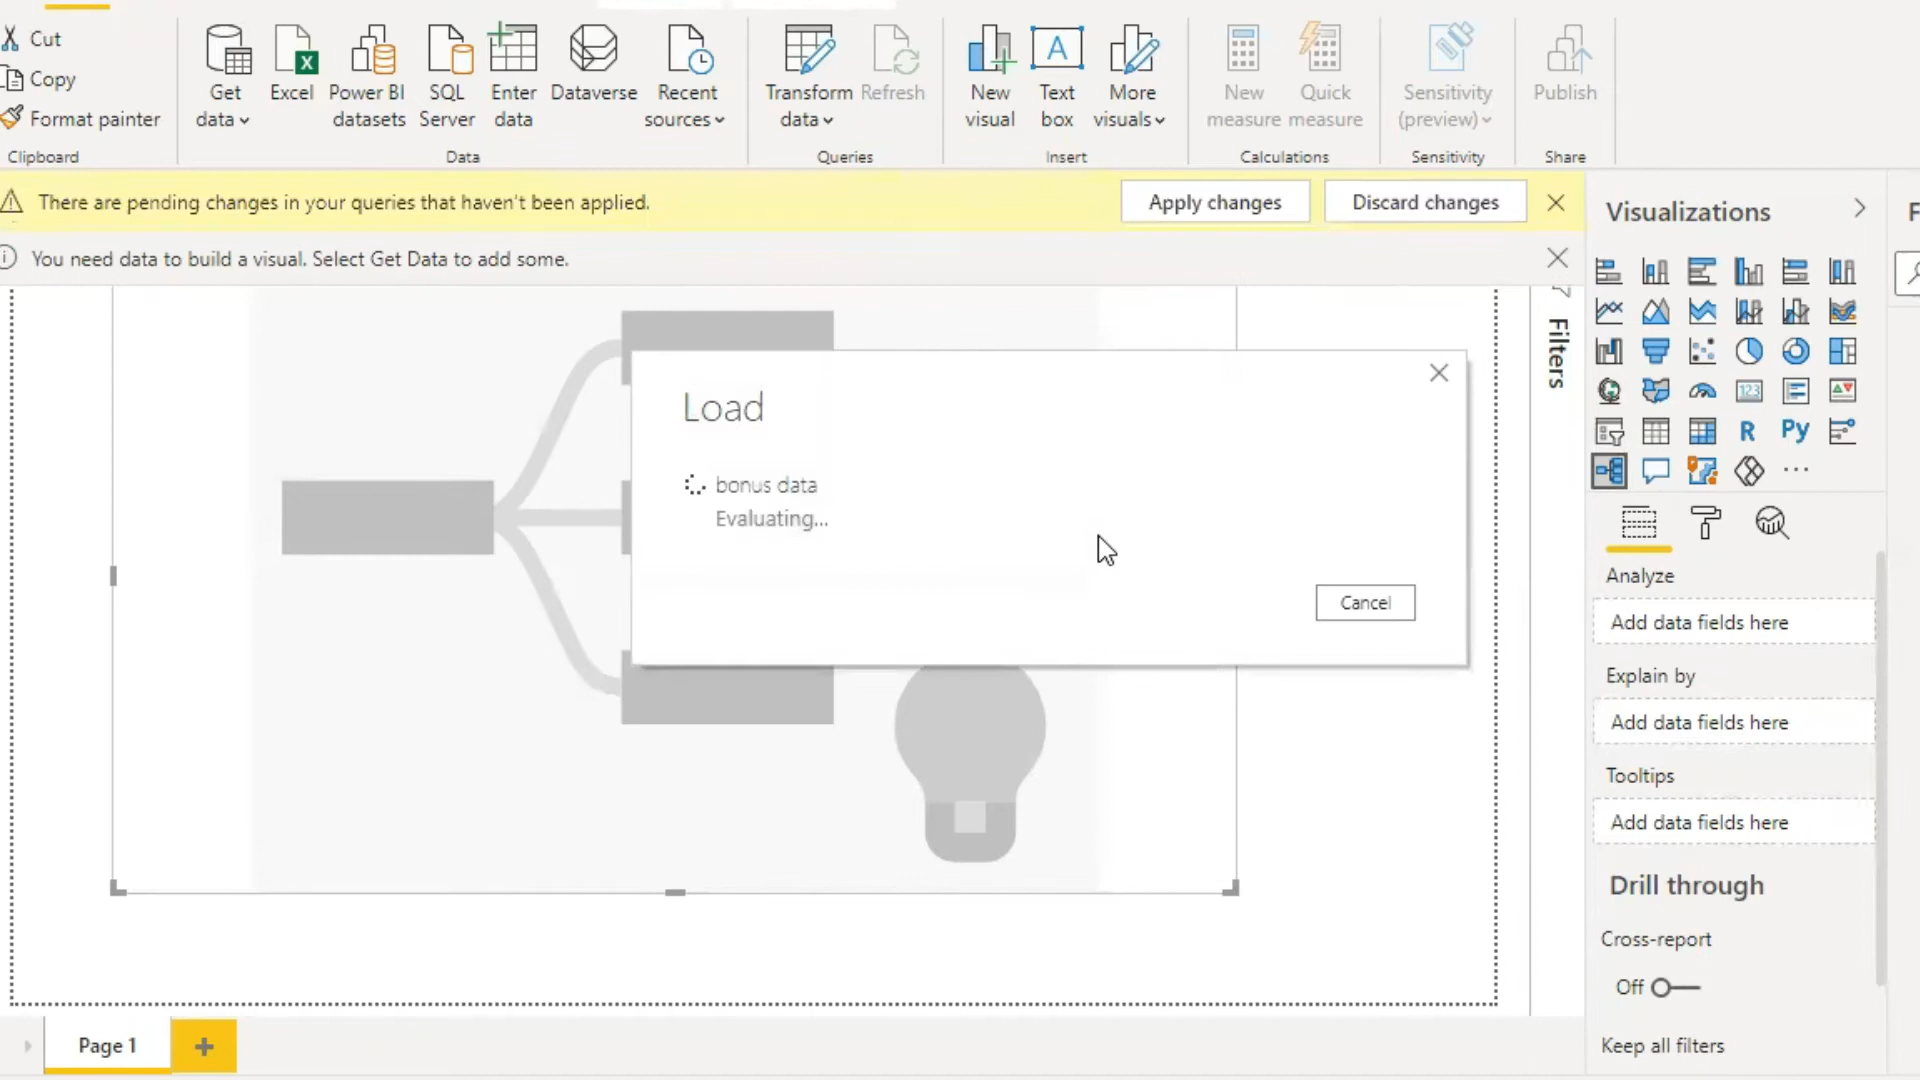 Cut
Copy
Format painter
Clipboard
Get data
Excel
Power BI datasets
SQL Server
Enter data
Dataverse
Recent sources
Data
Transform data
Refresh
Queries
New visual
Text box
More visuals
Insert
New measure
Quick measure
Calculations
Sensitivity (preview)
Sensitivity
Publish
Share
There are pending changes in your queries that haven't been applied.
Apply changes
Discard changes
You need data to build a visual. Select Get Data to add some.
Load
bonus data
Evaluating...
Cancel
Filters
Visualizations
F
123
R
Py
Analyze
Add data fields here
Explain by
Add data fields here
Tooltips
Add data fields here
Drill through
Cross-report
Off
Keep all filters
Page 1